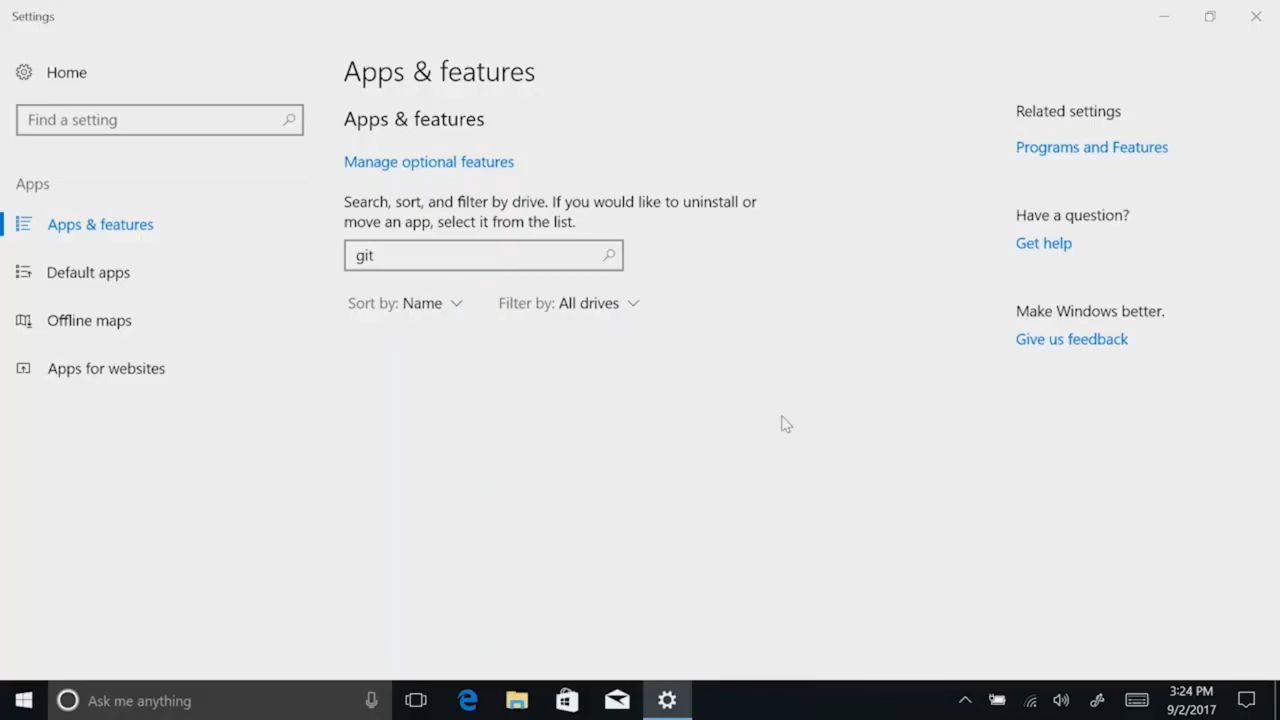 Settings
Home
Find a setting
Apps
Apps & features
Default apps
Offline maps
Apps for websites
Apps & features
Apps & features
Manage optional features
Search, sort, and filter by drive. If you would like to uninstall or
move an app, select it from the list.
git
Sort by: Name
Filter by: All drives
Related settings
Programs and Features
Have a question?
Get help
Make Windows better.
Give us feedback
Ask me anything
3:24 PM
9/2/2017